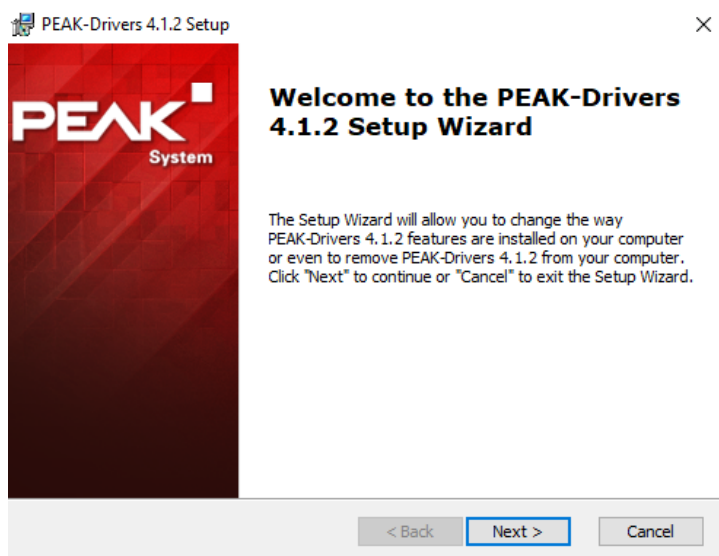 PEAK-Drivers 4.1.2 Setup
PEAK
System
Welcome to the PEAK-Drivers
4.1.2 Setup Wizard
The Setup Wizard will allow you to change the way
PEAK-Drivers 4.1.2 features are installed on your computer
or even to remove PEAK-Drivers 4.1.2 from your computer.
Click "Next" to continue or "Cancel" to exit the Setup Wizard.
< Back
Next >
Cancel